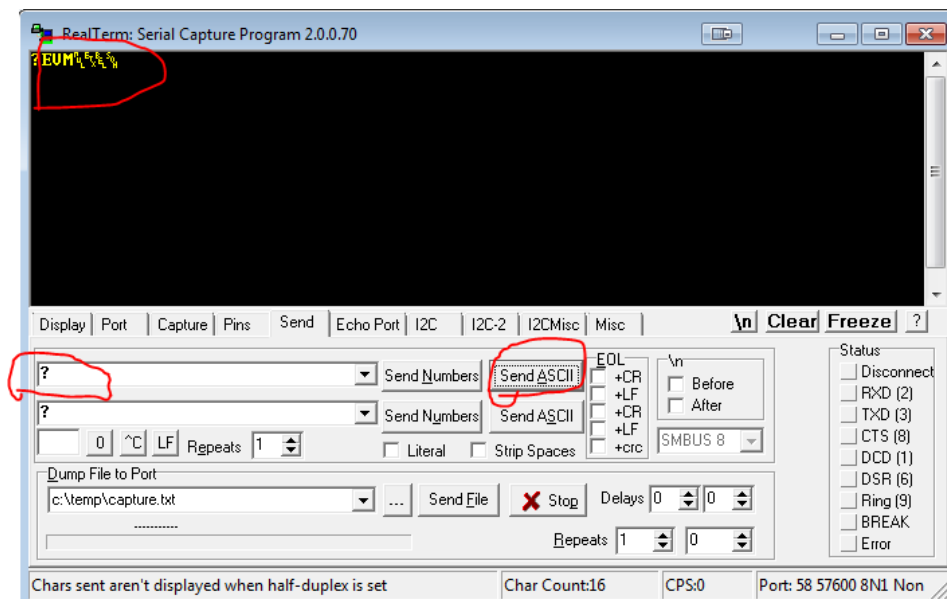 RealTerm: Serial Capture Program 2.0.0.70
?EVM
Display Port Capture Pins Send Echo Port I2C I2C-2 I2CMisc Misc \n Clear Freeze ?
? Send Numbers Send ASCII
? Send Numbers Send ASCII
0 ^C LF Repeats 1 Literal Strip Spaces
EOL
+CR
+LF
+CR
+LF
+crc
\n
Before
After
SMBUS 8
Dump File to Port
c:\temp\capture.txt ... Send File Stop Delays 0 0
-----------
Repeats 1 0
Status
Disconnect
RXD (2)
TXD (3)
CTS (8)
DCD (1)
DSR (6)
Ring (9)
BREAK
Error
Chars sent aren't displayed when half-duplex is set Char Count:16 CPS:0 Port: 58 57600 8N1 Non